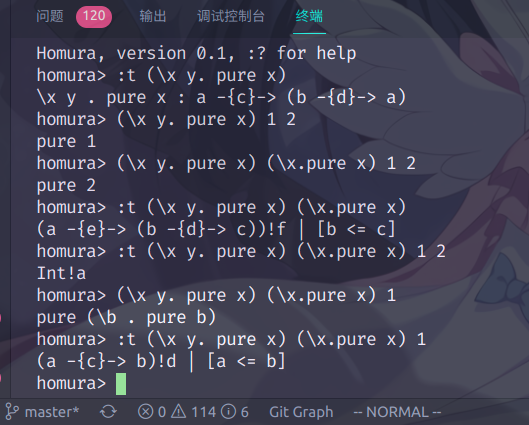 问题 120 输出 调试控制台 终端
Homura, version 0.1, :? for help
homura> :t (\x y. pure x)
\x y . pure x : a -{c}-> (b -{d}-> a)
homura> (\x y. pure x) 1 2
pure 1
homura> (\x y. pure x) (\x.pure x) 1 2
pure 2
homura> :t (\x y. pure x) (\x.pure x)
(a -{e}-> (b -{d}-> c))!f | [b <= c]
homura> :t (\x y. pure x) (\x.pure x) 1 2
Int!a
homura> (\x y. pure x) (\x.pure x) 1
pure (\b . pure b)
homura> :t (\x y. pure x) (\x.pure x) 1
(a -{c}-> b)!d | [a <= b]
homura>
master* 0 114 6 Git Graph -- NORMAL --